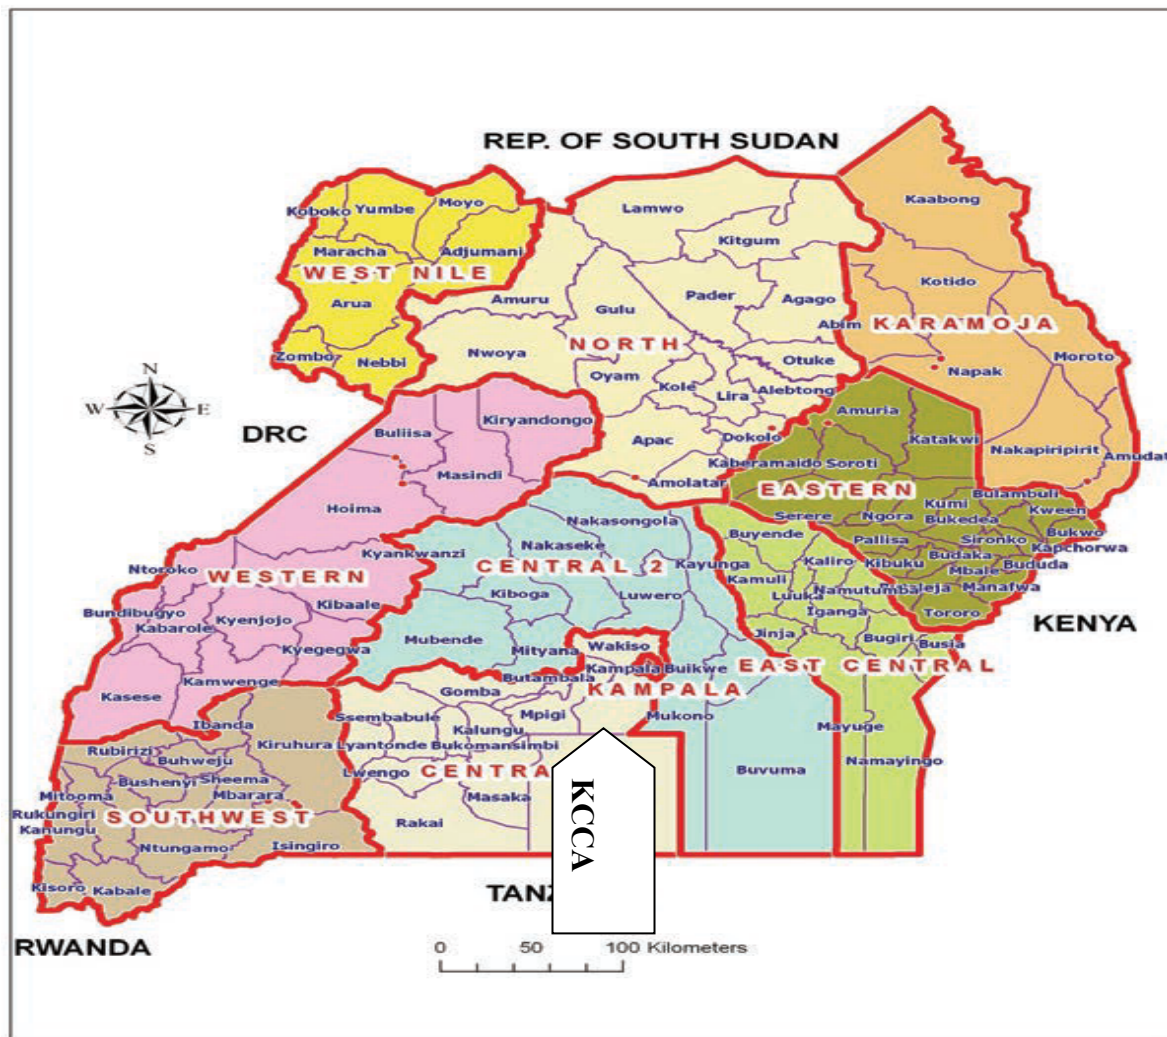 REP. OF SOUTH SUDAN
Kaabong
Koboko
Yumbe
Moyo
Lamwo
Kitgum
Maracha
Adjumani
WEST NILE
Arua
Amuru
Gulu
Pader
Agago
Kotido
Abim
KARAMOJA
NORTH
Zombo
Nebbi
Nwoya
Oyam
Kole
Otuke
Moroto
Napak
Lira
Alebtong
N
W
E
S
DRC
Kiryandongo
Buliisa
Masindi
Hoima
Apac
Dokolo
Amuria
Katakwi
Nakapiripirit
Amudat
Kaberamaido
Soroti
Amolatar
EASTERN
Serere
Ngora
Kumi
Bukedea
Bulambuli
Kween
Bukwo
Kapchorwa
Sironko
Pallisa
Budaka
Kibuku
Mbale
Bududa
Manafwa
Tororo
KENYA
Nakasongola
Kyankwanzi
Nakaseke
CENTRAL 2
Kayunga
Buyende
Kaliro
Kamuli
Luuka
Namutumba
Iganga
Kiboga
Luwero
Ntoroko
WESTERN
Bundibugyo
Kibaale
Kabarole
Kyenjojo
Kyegegwa
Mubende
Mityana
Wakiso
Jinja
Bugiri
Busia
EAST CENTRAL
Kasese
Kamwenge
Butambala
Kampala
Buikwe
KAMPALA
Gomba
Mpigi
Mukono
Mayuge
Namayingo
Buvuma
Ibanda
Ssembabule
Kalungu
Kiruhura
Lyantonde
Bukomansimbi
Rubirizi
Buhweju
Lwengo
CENTRA
Bushenyi
Sheema
Mitooma
Mbarara
Masaka
Rukungiri
Kanungu
SOUTHWEST
Rakai
Ntungamo
Isingiro
Kisoro
Kabale
KCCA
TANZ
RWANDA
0 50 100 Kilometers